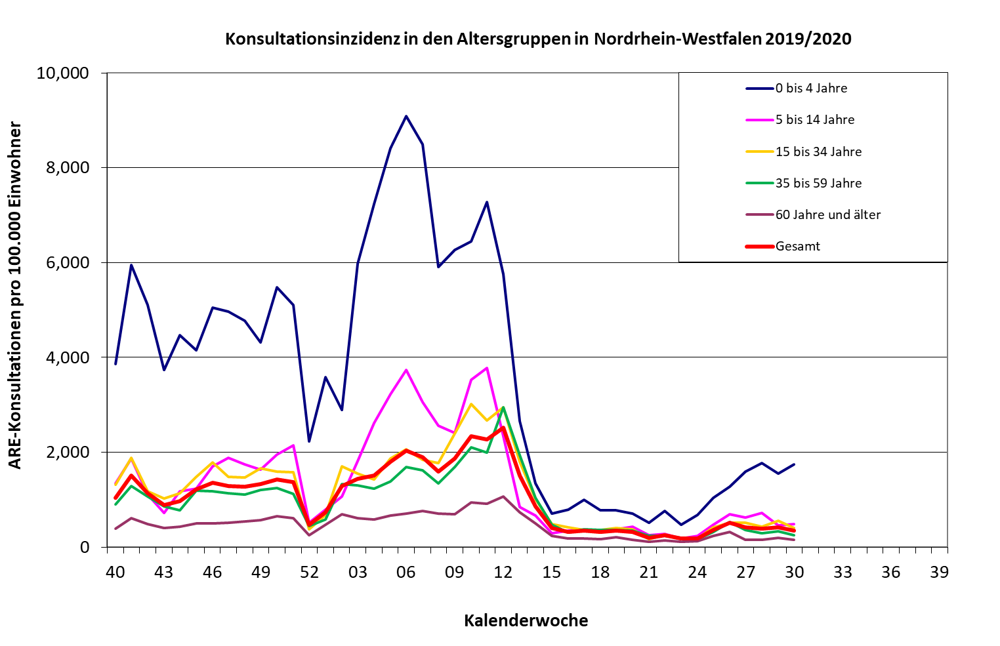 Konsultationsinzidenz in den Altersgruppen in Nordrhein-Westfalen 2019/2020
ARE-Konsultationen pro 100.000 Einwohner
10,000
8,000
6,000
4,000
2,000
0
0 bis 4 Jahre
5 bis 14 Jahre
15 bis 34 Jahre
35 bis 59 Jahre
60 Jahre und älter
Gesamt
40 43 46 49 52 03 06 09 12 15 18 21 24 27 30 33 36 39
Kalenderwoche